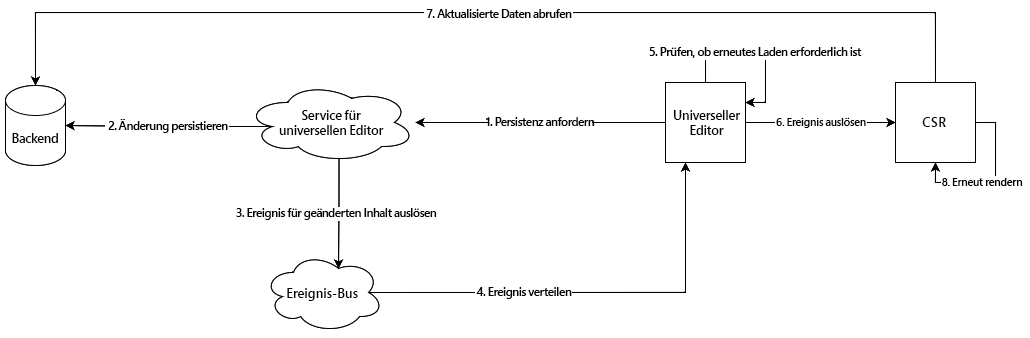 7. Aktualisierte Daten abrufen
5. Prüfen, ob erneutes Laden erforderlich ist
Backend
2. Änderung persistieren
Service für
universellen Editor
1. Persistenz anfordern
Universeller
Editor
6. Ereignis auslösen
CSR
8. Erneut rendern
3. Ereignis für geänderten Inhalt auslösen
Ereignis-Bus
4. Ereignis verteilen